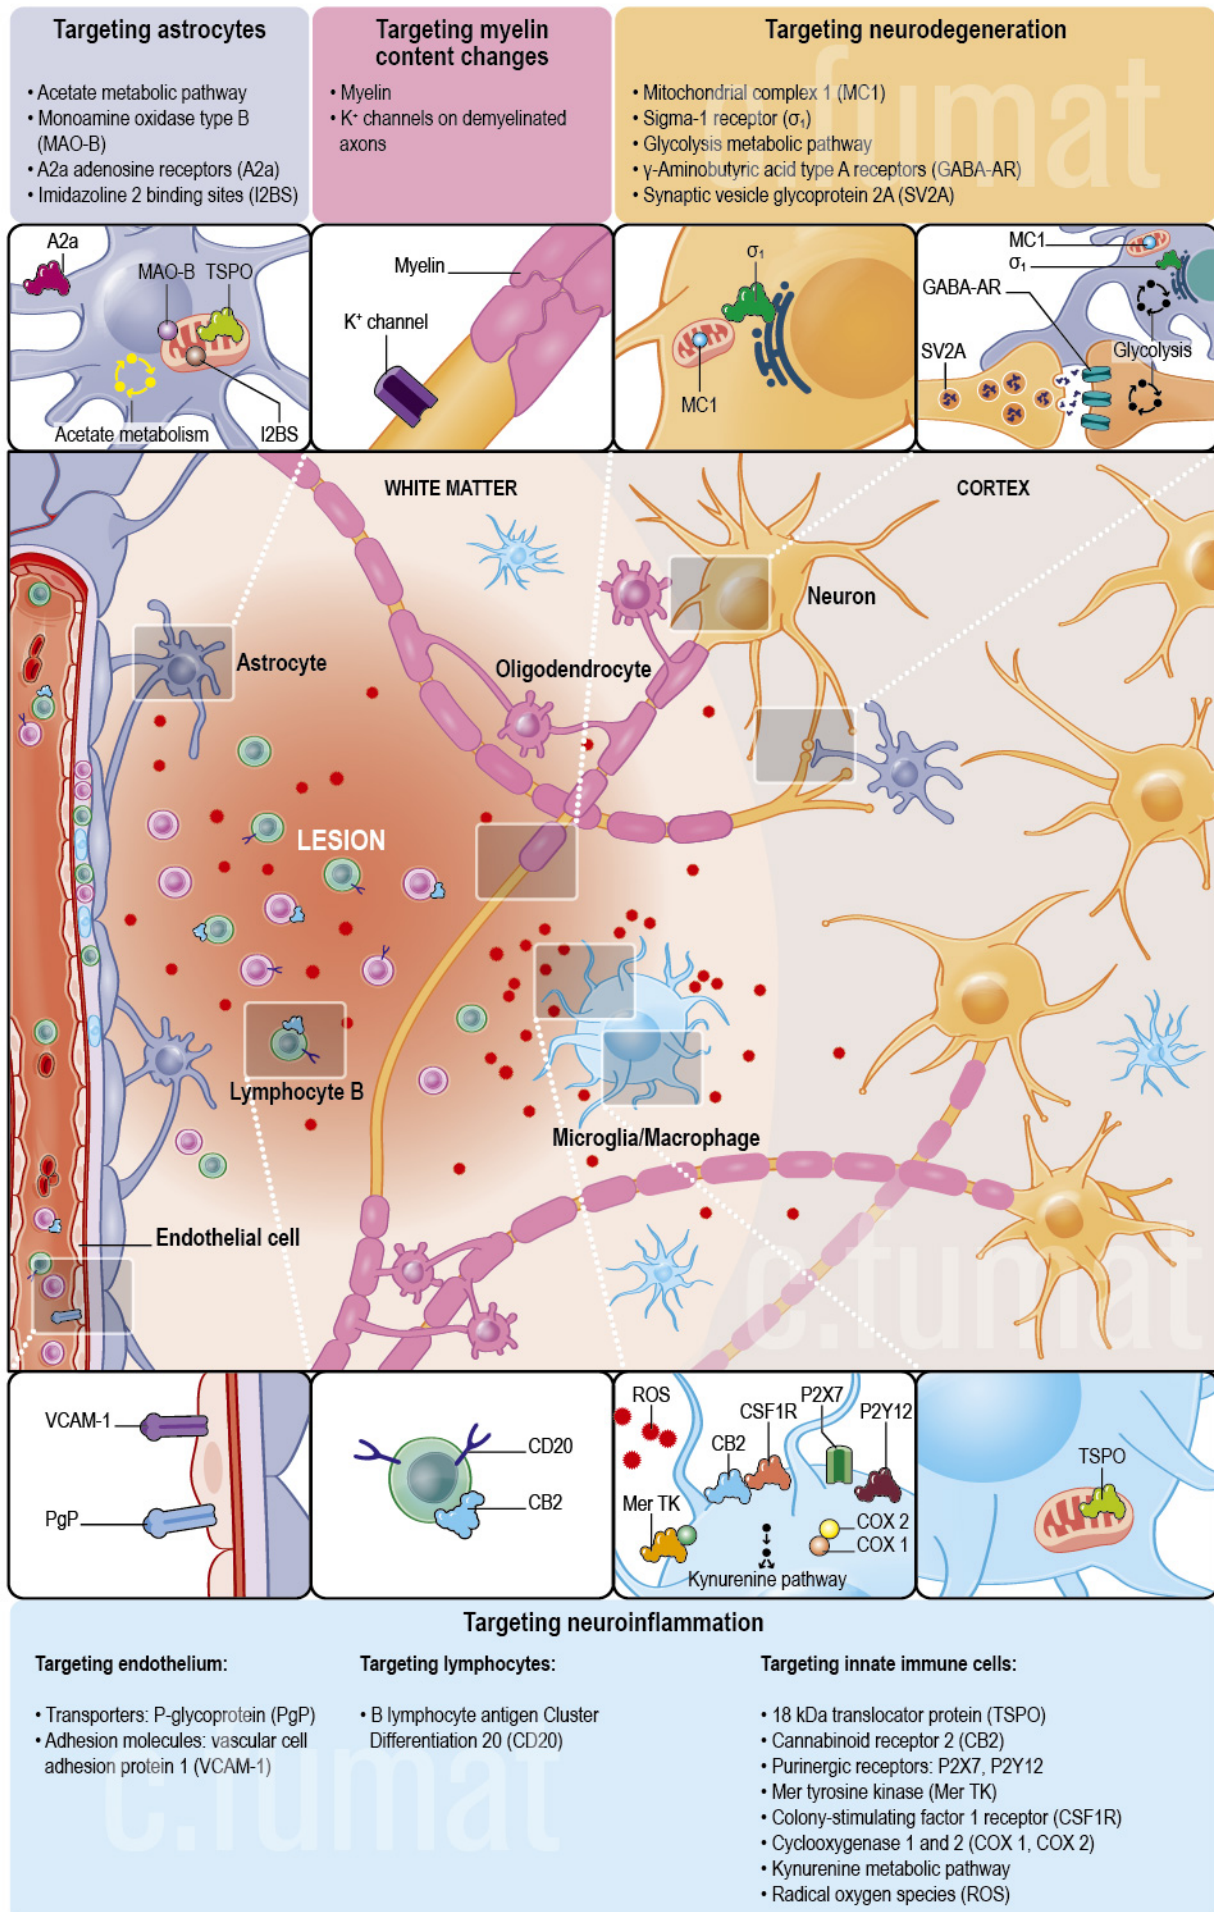 Targeting astrocytes
• Acetate metabolic pathway
• Monoamine oxidase type B
(MAO-B)
• A2a adenosine receptors (A2a)
• Imidazoline 2 binding sites (I2BS)
Targeting myelin
content changes
• Myelin
• K⁺ channels on demyelinated
axons
Targeting neurodegeneration
• Mitochondrial complex 1 (MC1)
• Sigma-1 receptor (σ₁)
• Glycolysis metabolic pathway
• γ-Aminobutyric acid type A receptors (GABA-AR)
• Synaptic vesicle glycoprotein 2A (SV2A)
c.fumat
A2a
MAO-B
TSPO
Acetate metabolism
I2BS
Myelin
K⁺ channel
σ₁
MC1
MC1
σ₁
GABA-AR
SV2A
Glycolysis
WHITE MATTER
CORTEX
Neuron
Astrocyte
Oligodendrocyte
LESION
Lymphocyte B
Microglia/Macrophage
Endothelial cell
c.fumat
VCAM-1
PgP
CD20
CB2
ROS
P2X7
CSF1R
P2Y12
CB2
Mer TK
COX 2
COX 1
Kynurenine pathway
TSPO
Targeting neuroinflammation
Targeting endothelium:
• Transporters: P-glycoprotein (PgP)
• Adhesion molecules: vascular cell
adhesion protein 1 (VCAM-1)
Targeting lymphocytes:
• B lymphocyte antigen Cluster
Differentiation 20 (CD20)
Targeting innate immune cells:
• 18 kDa translocator protein (TSPO)
• Cannabinoid receptor 2 (CB2)
• Purinergic receptors: P2X7, P2Y12
• Mer tyrosine kinase (Mer TK)
• Colony-stimulating factor 1 receptor (CSF1R)
• Cyclooxygenase 1 and 2 (COX 1, COX 2)
• Kynurenine metabolic pathway
• Radical oxygen species (ROS)
c.fumat